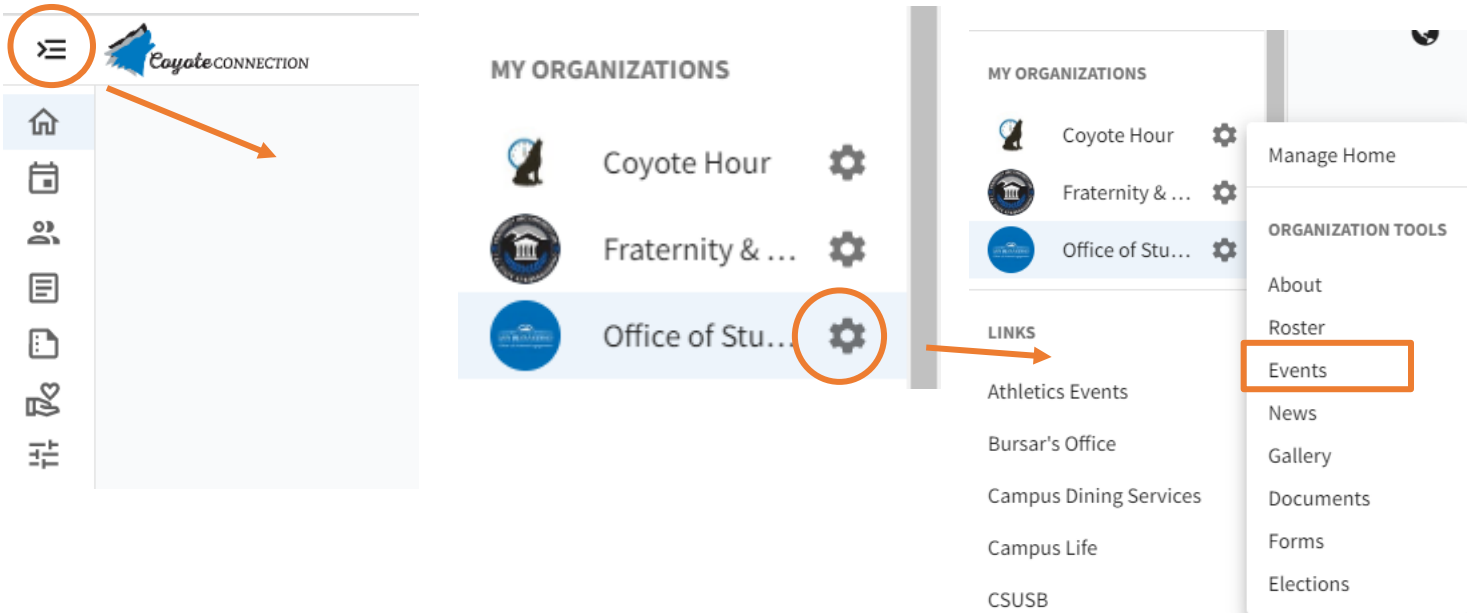 Coyote CONNECTION
MY ORGANIZATIONS
Coyote Hour
Fraternity & ...
Office of Stu...
MY ORGANIZATIONS
Coyote Hour
Fraternity & ...
Office of Stu...
LINKS
Athletics Events
Bursar's Office
Campus Dining Services
Campus Life
CSUSB
Manage Home
ORGANIZATION TOOLS
About
Roster
Events
News
Gallery
Documents
Forms
Elections